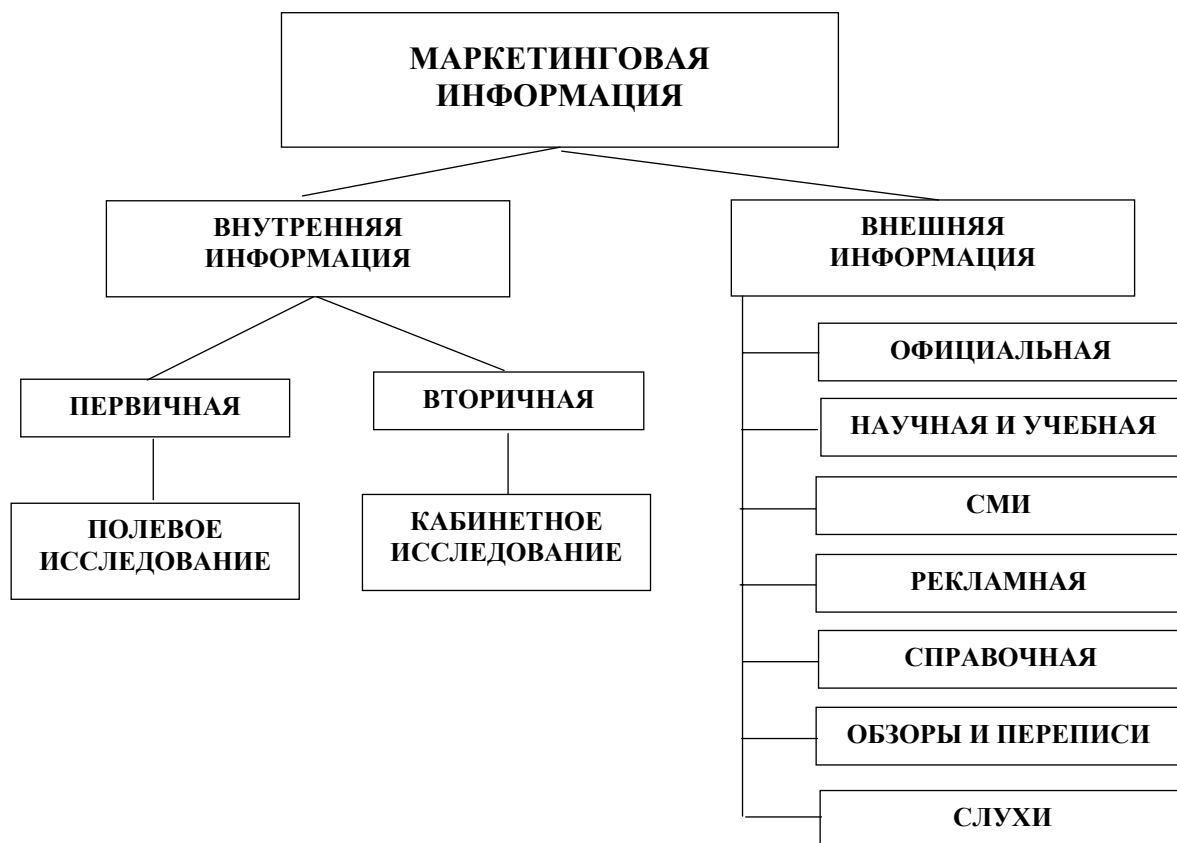 МАРКЕТИНГОВАЯ
ИНФОРМАЦИЯ
ВНУТРЕННЯЯ
ИНФОРМАЦИЯ
ВНЕШНЯЯ
ИНФОРМАЦИЯ
ПЕРВИЧНАЯ
ВТОРИЧНАЯ
ПОЛЕВОЕ
ИССЛЕДОВАНИЕ
КАБИНЕТНОЕ
ИССЛЕДОВАНИЕ
ОФИЦИАЛЬНАЯ
НАУЧНАЯ И УЧЕБНАЯ
СМИ
РЕКЛАМНАЯ
СПРАВОЧНАЯ
ОБЗОРЫ И ПЕРЕПИСИ
СЛУХИ